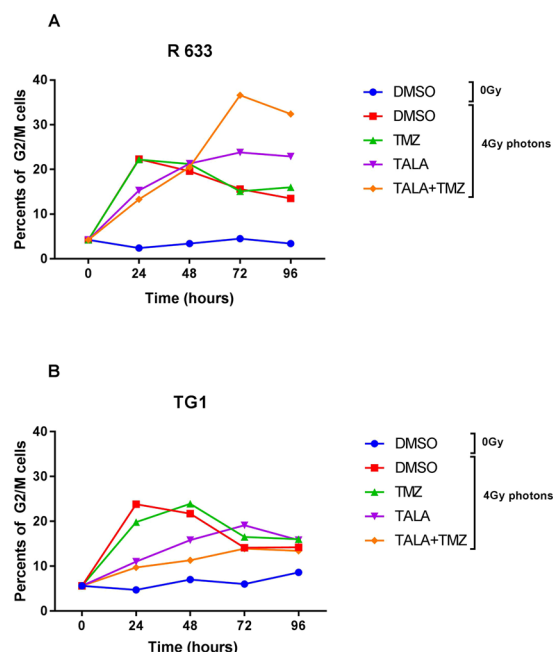 A
R 633
Percents of G2/M cells
40
30
20
10
0
0 24 48 72 96
Time (hours)
DMSO
DMSO
TMZ
TALA
TALA+TMZ
0Gy
4Gy photons
B
TG1
Percents of G2/M cells
40
30
20
10
0
0 24 48 72 96
Time (hours)
DMSO
DMSO
TMZ
TALA
TALA+TMZ
0Gy
4Gy photons